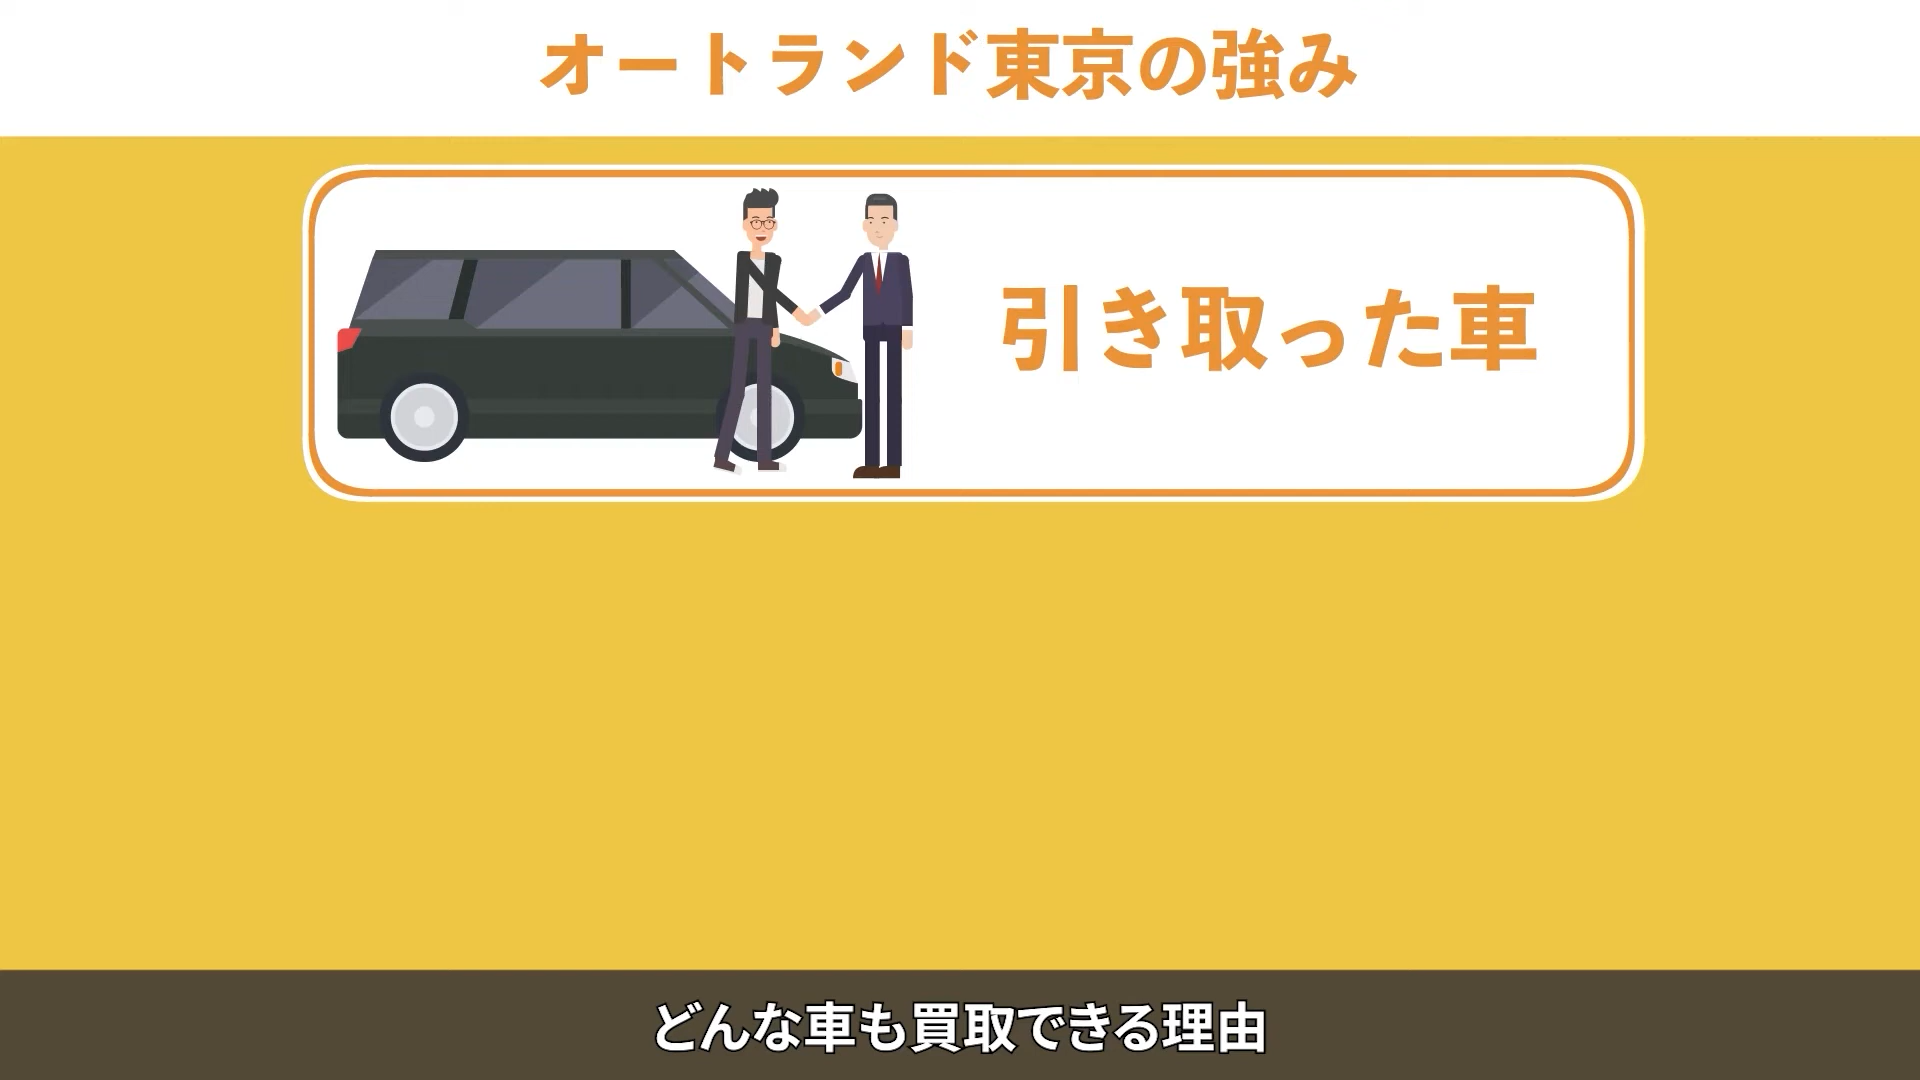 オートランド東京の強み
引き取った車
どんな車も買取できる理由